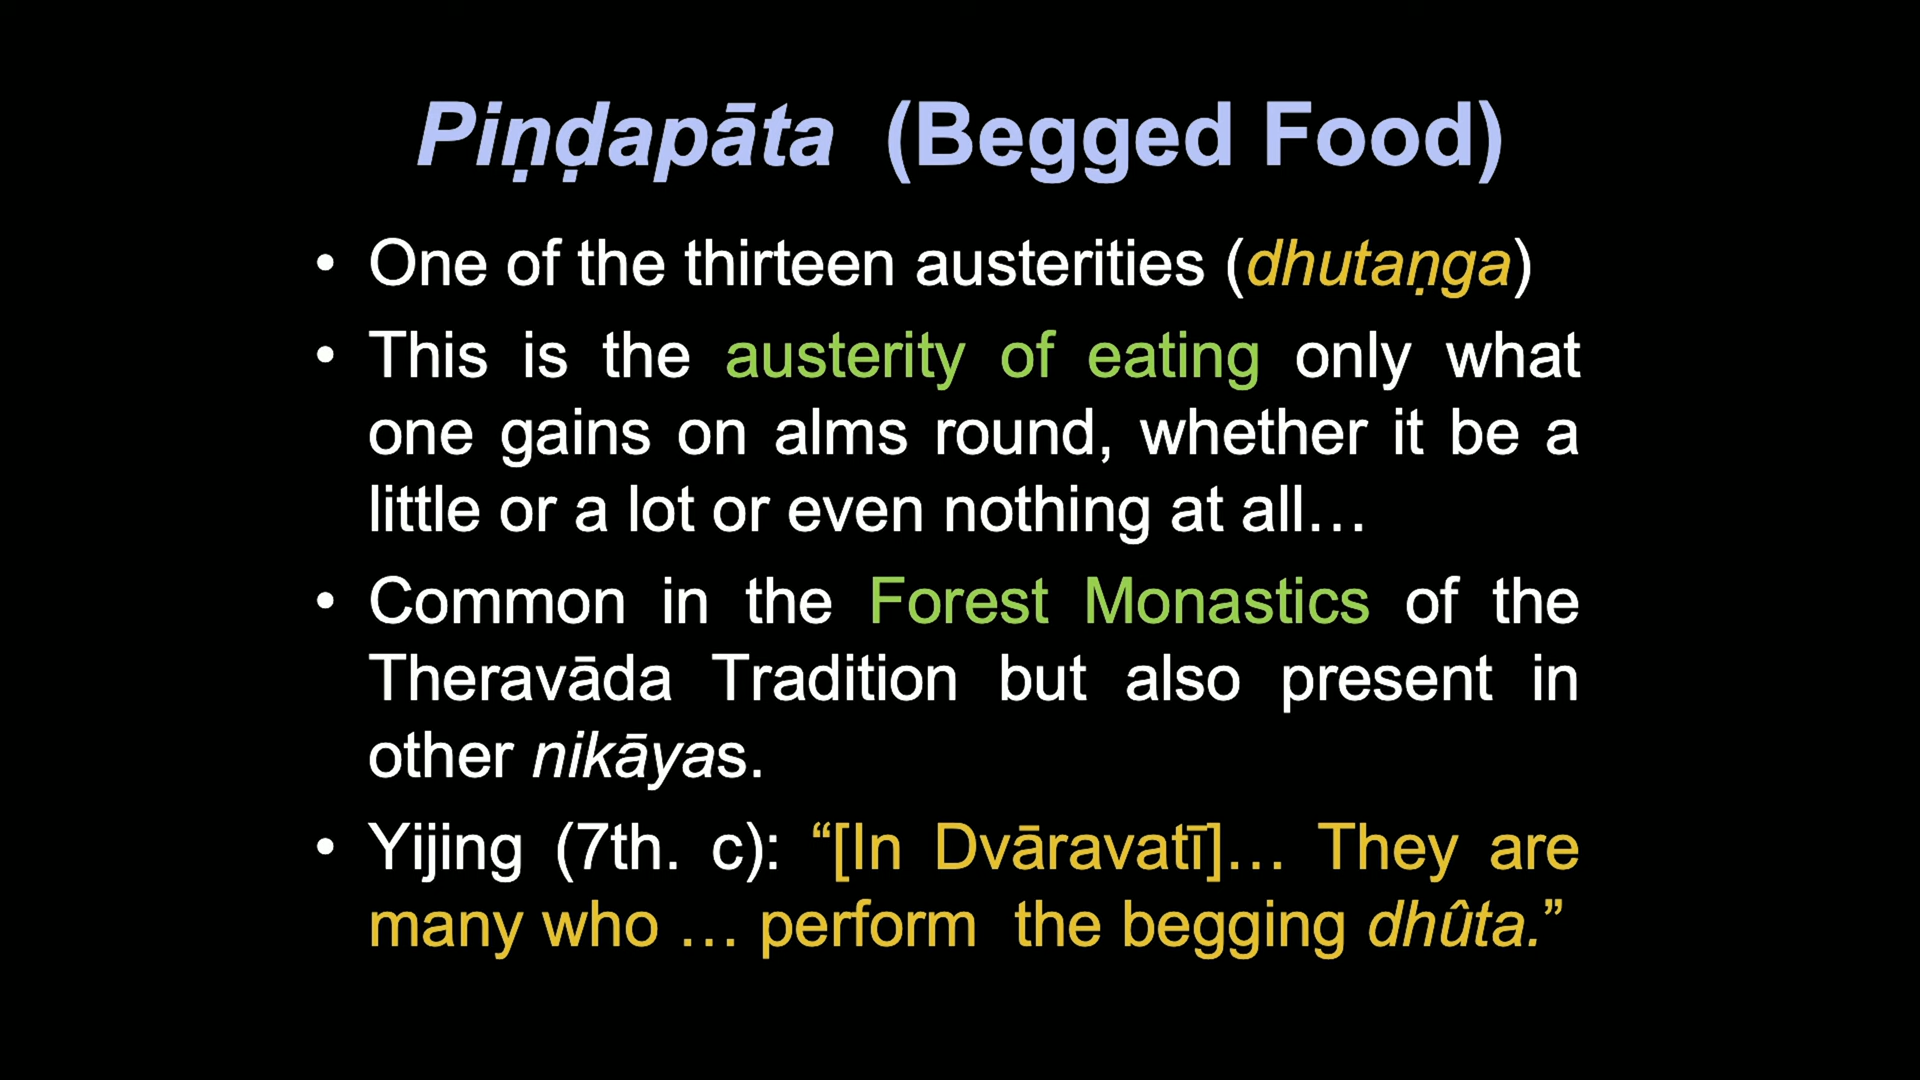 Piṇḍapāta (Begged Food)
• One of the thirteen austerities (dhutaṇga)
• This is the austerity of eating only what
one gains on alms round, whether it be a
little or a lot or even nothing at all…
• Common in the Forest Monastics of the
Theravāda Tradition but also present in
other nikāyas.
• Yijing (7th. c): “[In Dvāravatī]… They are
many who … perform the begging dhûta.”